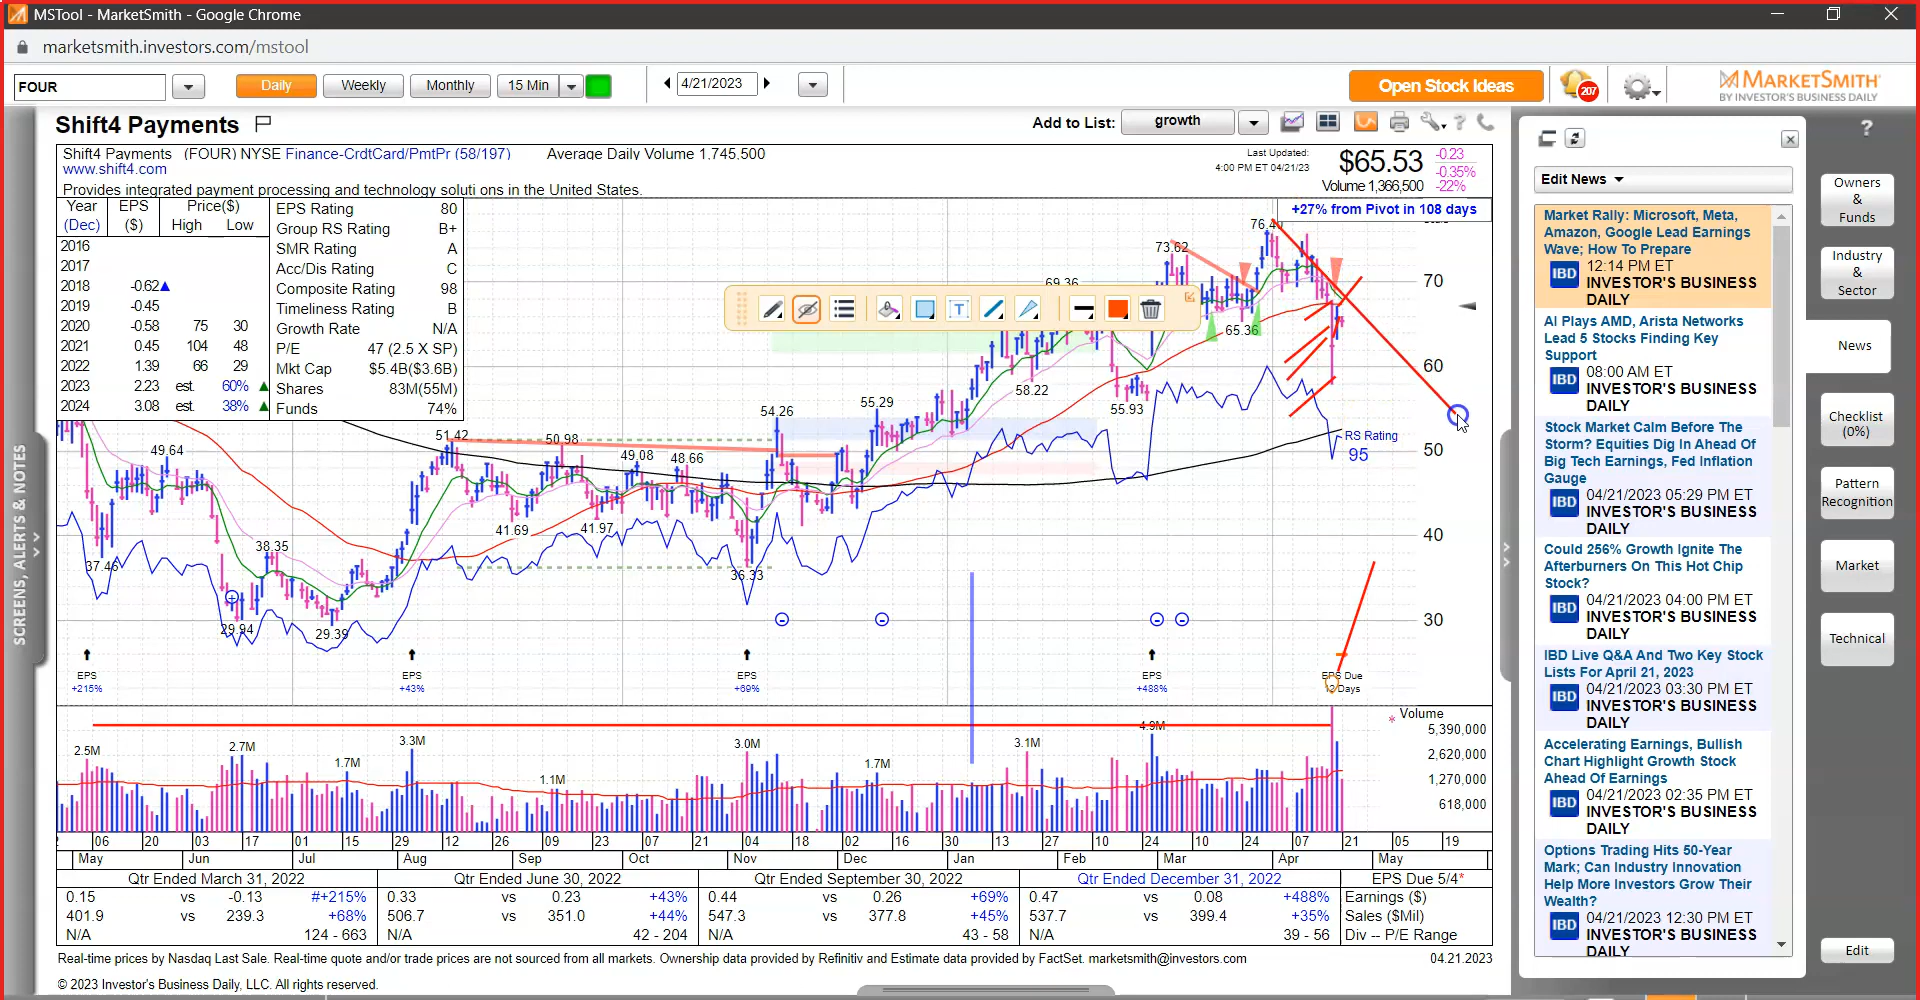 MSTool - MarketSmith - Google Chrome
marketsmith.investors.com/mstool
FOUR
Daily
Weekly
Monthly
15 Min
4/21/2023
Open Stock Ideas
207
MARKETSMITH
BY INVESTOR'S BUSINESS DAILY
Shift4 Payments
Add to List:
growth
?
Shift4 Payments (FOUR) NYSE Finance-CrdtCard/PmtPr (58/197) Average Daily Volume 1,745,500
www.shift4.com
Provides integrated payment processing and technology soluti ons in the United States.
Last Updated:
4:00 PM ET 04/21/23
$65.53
-0.23
-0.35%
Volume 1,366,500 -22%
+27% from Pivot in 108 days
Year EPS Price($)
(Dec) ($) High Low
2016
2017
2018 -0.62
2019 -0.45
2020 -0.58 75 30
2021 0.45 104 48
2022 1.39 66 29
2023 2.23 est. 60%
2024 3.08 est. 38%
EPS Rating 80
Group RS Rating B+
SMR Rating A
Acc/Dis Rating C
Composite Rating 98
Timeliness Rating B
Growth Rate N/A
P/E 47 (2.5 X SP)
Mkt Cap $5.4B($3.6B)
Shares 83M(55M)
Funds 74%
T
73.62
69.36
65.36
58.22
55.93
55.29
54.26
51.42
50.98
49.64
49.08
48.66
41.69
41.97
38.35
37.46
29.94
29.39
70
60
50
40
30
RS Rating
95
EPS
+215%
EPS
+43%
EPS
+69%
EPS
+488%
EPS Due
12 Days
Volume
5,390,000
2,620,000
1,270,000
618,000
2.5M
2.7M
1.7M
3.3M
1.1M
3.0M
1.7M
3.1M
4.9M
06 20 03 17 01 15 29 12 26 09 23 07 21 04 18 02 16 30 13 27 10 24 10 24 07 21 05 19
May Jun Jul Aug Sep Oct Nov Dec Jan Feb Mar Apr May
Qtr Ended March 31, 2022
0.15 vs -0.13 #+215%
401.9 vs 239.3 +68%
N/A 124 - 663
Qtr Ended June 30, 2022
0.33 vs 0.23 +43%
506.7 vs 351.0 +44%
N/A 42 - 204
Qtr Ended September 30, 2022
0.44 vs 0.26 +69%
547.3 vs 377.8 +45%
N/A 43 - 58
Qtr Ended December 31, 2022
0.47 vs 0.08 +488%
537.7 vs 399.4 +35%
N/A 39 - 56
EPS Due 5/4*
Earnings ($)
Sales ($Mil)
Div -- P/E Range
Real-time prices by Nasdaq Last Sale. Real-time quote and/or trade prices are not sourced from all markets. Ownership data provided by Refinitiv and Estimate data provided by FactSet. marketsmith@investors.com
04.21.2023
© 2023 Investor's Business Daily, LLC. All rights reserved.
SCREENS, ALERTS & NOTES
Edit News
Market Rally: Microsoft, Meta,
Amazon, Google Lead Earnings
Wave; How To Prepare
IBD
12:14 PM ET
INVESTOR'S BUSINESS
DAILY
AI Plays AMD, Arista Networks
Lead 5 Stocks Finding Key
Support
IBD
08:00 AM ET
INVESTOR'S BUSINESS
DAILY
Stock Market Calm Before The
Storm? Equities Dig In Ahead Of
Big Tech Earnings, Fed Inflation
Gauge
IBD
04/21/2023 05:29 PM ET
INVESTOR'S BUSINESS
DAILY
Could 256% Growth Ignite The
Afterburners On This Hot Chip
Stock?
IBD
04/21/2023 04:00 PM ET
INVESTOR'S BUSINESS
DAILY
IBD Live Q&A And Two Key Stock
Lists For April 21, 2023
IBD
04/21/2023 03:30 PM ET
INVESTOR'S BUSINESS
DAILY
Accelerating Earnings, Bullish
Chart Highlight Growth Stock
Ahead Of Earnings
IBD
04/21/2023 02:35 PM ET
INVESTOR'S BUSINESS
DAILY
Options Trading Hits 50-Year
Mark; Can Industry Innovation
Help More Investors Grow Their
Wealth?
IBD
04/21/2023 12:30 PM ET
INVESTOR'S BUSINESS
DAILY
?
Owners
&
Funds
Industry
&
Sector
News
Checklist
(0%)
Pattern
Recognition
Market
Technical
Edit